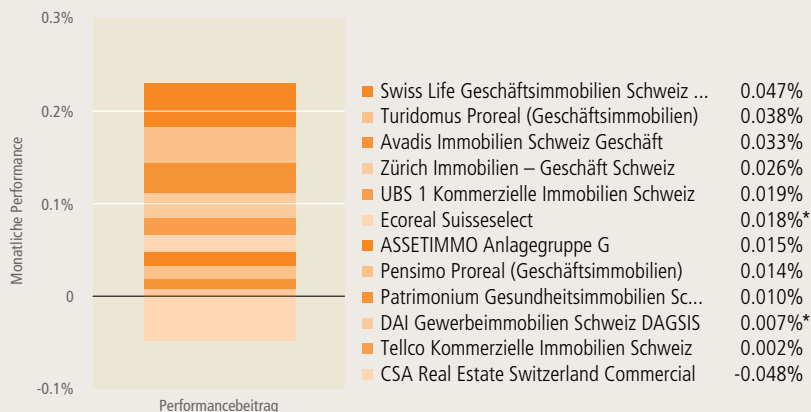 0.3%
0.2%
0.1%
0
-0.1%
Monatliche Performance
Performancebeitrag
Swiss Life Geschäftsimmobilien Schweiz ... 0.047%
Turidomus Proreal (Geschäftsimmobilien) 0.038%
Avadis Immobilien Schweiz Geschäft 0.033%
Zürich Immobilien – Geschäft Schweiz 0.026%
UBS 1 Kommerzielle Immobilien Schweiz 0.019%
Ecoreal Suisseselect 0.018%*
ASSETIMMO Anlagegruppe G 0.015%
Pensimo Proreal (Geschäftsimmobilien) 0.014%
Patrimonium Gesundheitsimmobilien Sc... 0.010%
DAI Gewerbeimmobilien Schweiz DAGSIS 0.007%*
Tellco Kommerzielle Immobilien Schweiz 0.002%
CSA Real Estate Switzerland Commercial -0.048%